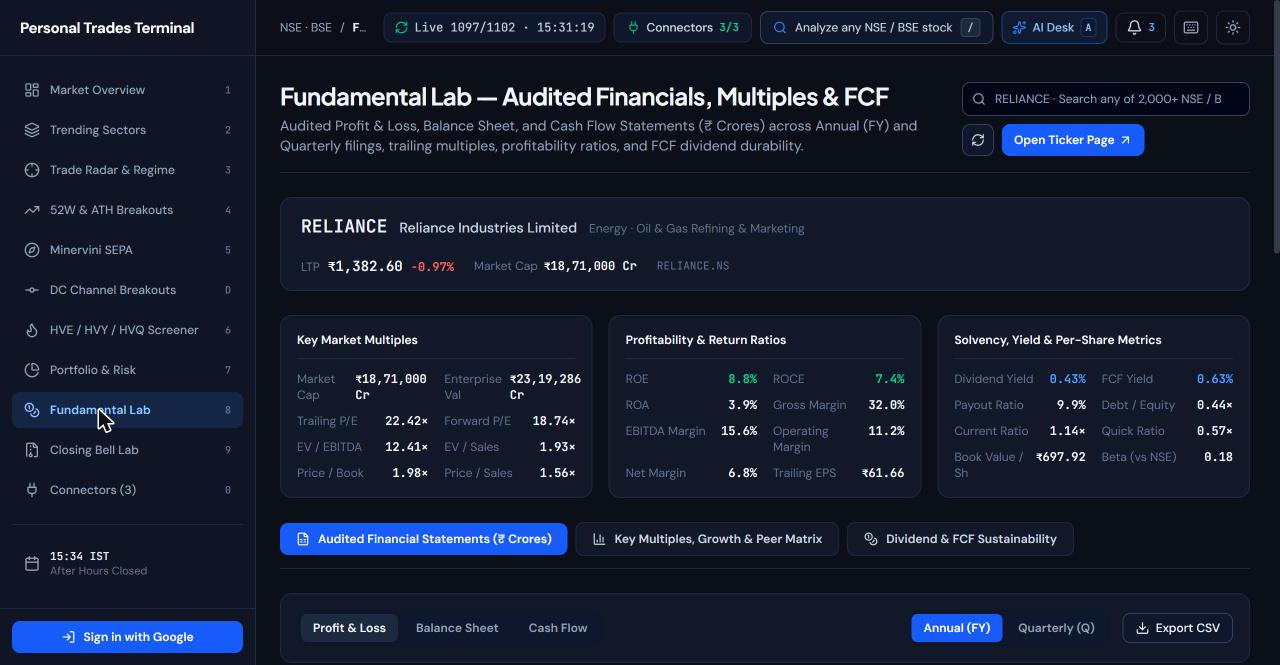 Personal Trades Terminal
NSE · BSE / F...
Live 1097/1102 · 15:31:19
Connectors 3/3
Analyze any NSE / BSE stock /
AI Desk A
3
Market Overview 1
Trending Sectors 2
Trade Radar & Regime 3
52W & ATH Breakouts 4
Minervini SEPA 5
DC Channel Breakouts D
HVE / HVY / HVQ Screener 6
Portfolio & Risk 7
Fundamental Lab 8
Closing Bell Lab 9
Connectors (3) 0
15:34 IST
After Hours Closed
Sign in with Google
Fundamental Lab — Audited Financials, Multiples & FCF
Audited Profit & Loss, Balance Sheet, and Cash Flow Statements (₹ Crores) across Annual (FY) and
Quarterly filings, trailing multiples, profitability ratios, and FCF dividend durability.
RELIANCE · Search any of 2,000+ NSE / B
Open Ticker Page
RELIANCE Reliance Industries Limited Energy · Oil & Gas Refining & Marketing
LTP ₹1,382.60 -0.97% Market Cap ₹18,71,000 Cr RELIANCE.NS
Key Market Multiples
Market Cap ₹18,71,000 Cr Enterprise Val ₹23,19,286 Cr
Trailing P/E 22.42× Forward P/E 18.74×
EV / EBITDA 12.41× EV / Sales 1.93×
Price / Book 1.98× Price / Sales 1.56×
Profitability & Return Ratios
ROE 8.8% ROCE 7.4%
ROA 3.9% Gross Margin 32.0%
EBITDA Margin 15.6% Operating Margin 11.2%
Net Margin 6.8% Trailing EPS ₹61.66
Solvency, Yield & Per-Share Metrics
Dividend Yield 0.43% FCF Yield 0.63%
Payout Ratio 9.9% Debt / Equity 0.44×
Current Ratio 1.14× Quick Ratio 0.57×
Book Value / Sh ₹697.92 Beta (vs NSE) 0.18
Audited Financial Statements (₹ Crores)
Key Multiples, Growth & Peer Matrix
Dividend & FCF Sustainability
Profit & Loss Balance Sheet Cash Flow
Annual (FY) Quarterly (Q) Export CSV